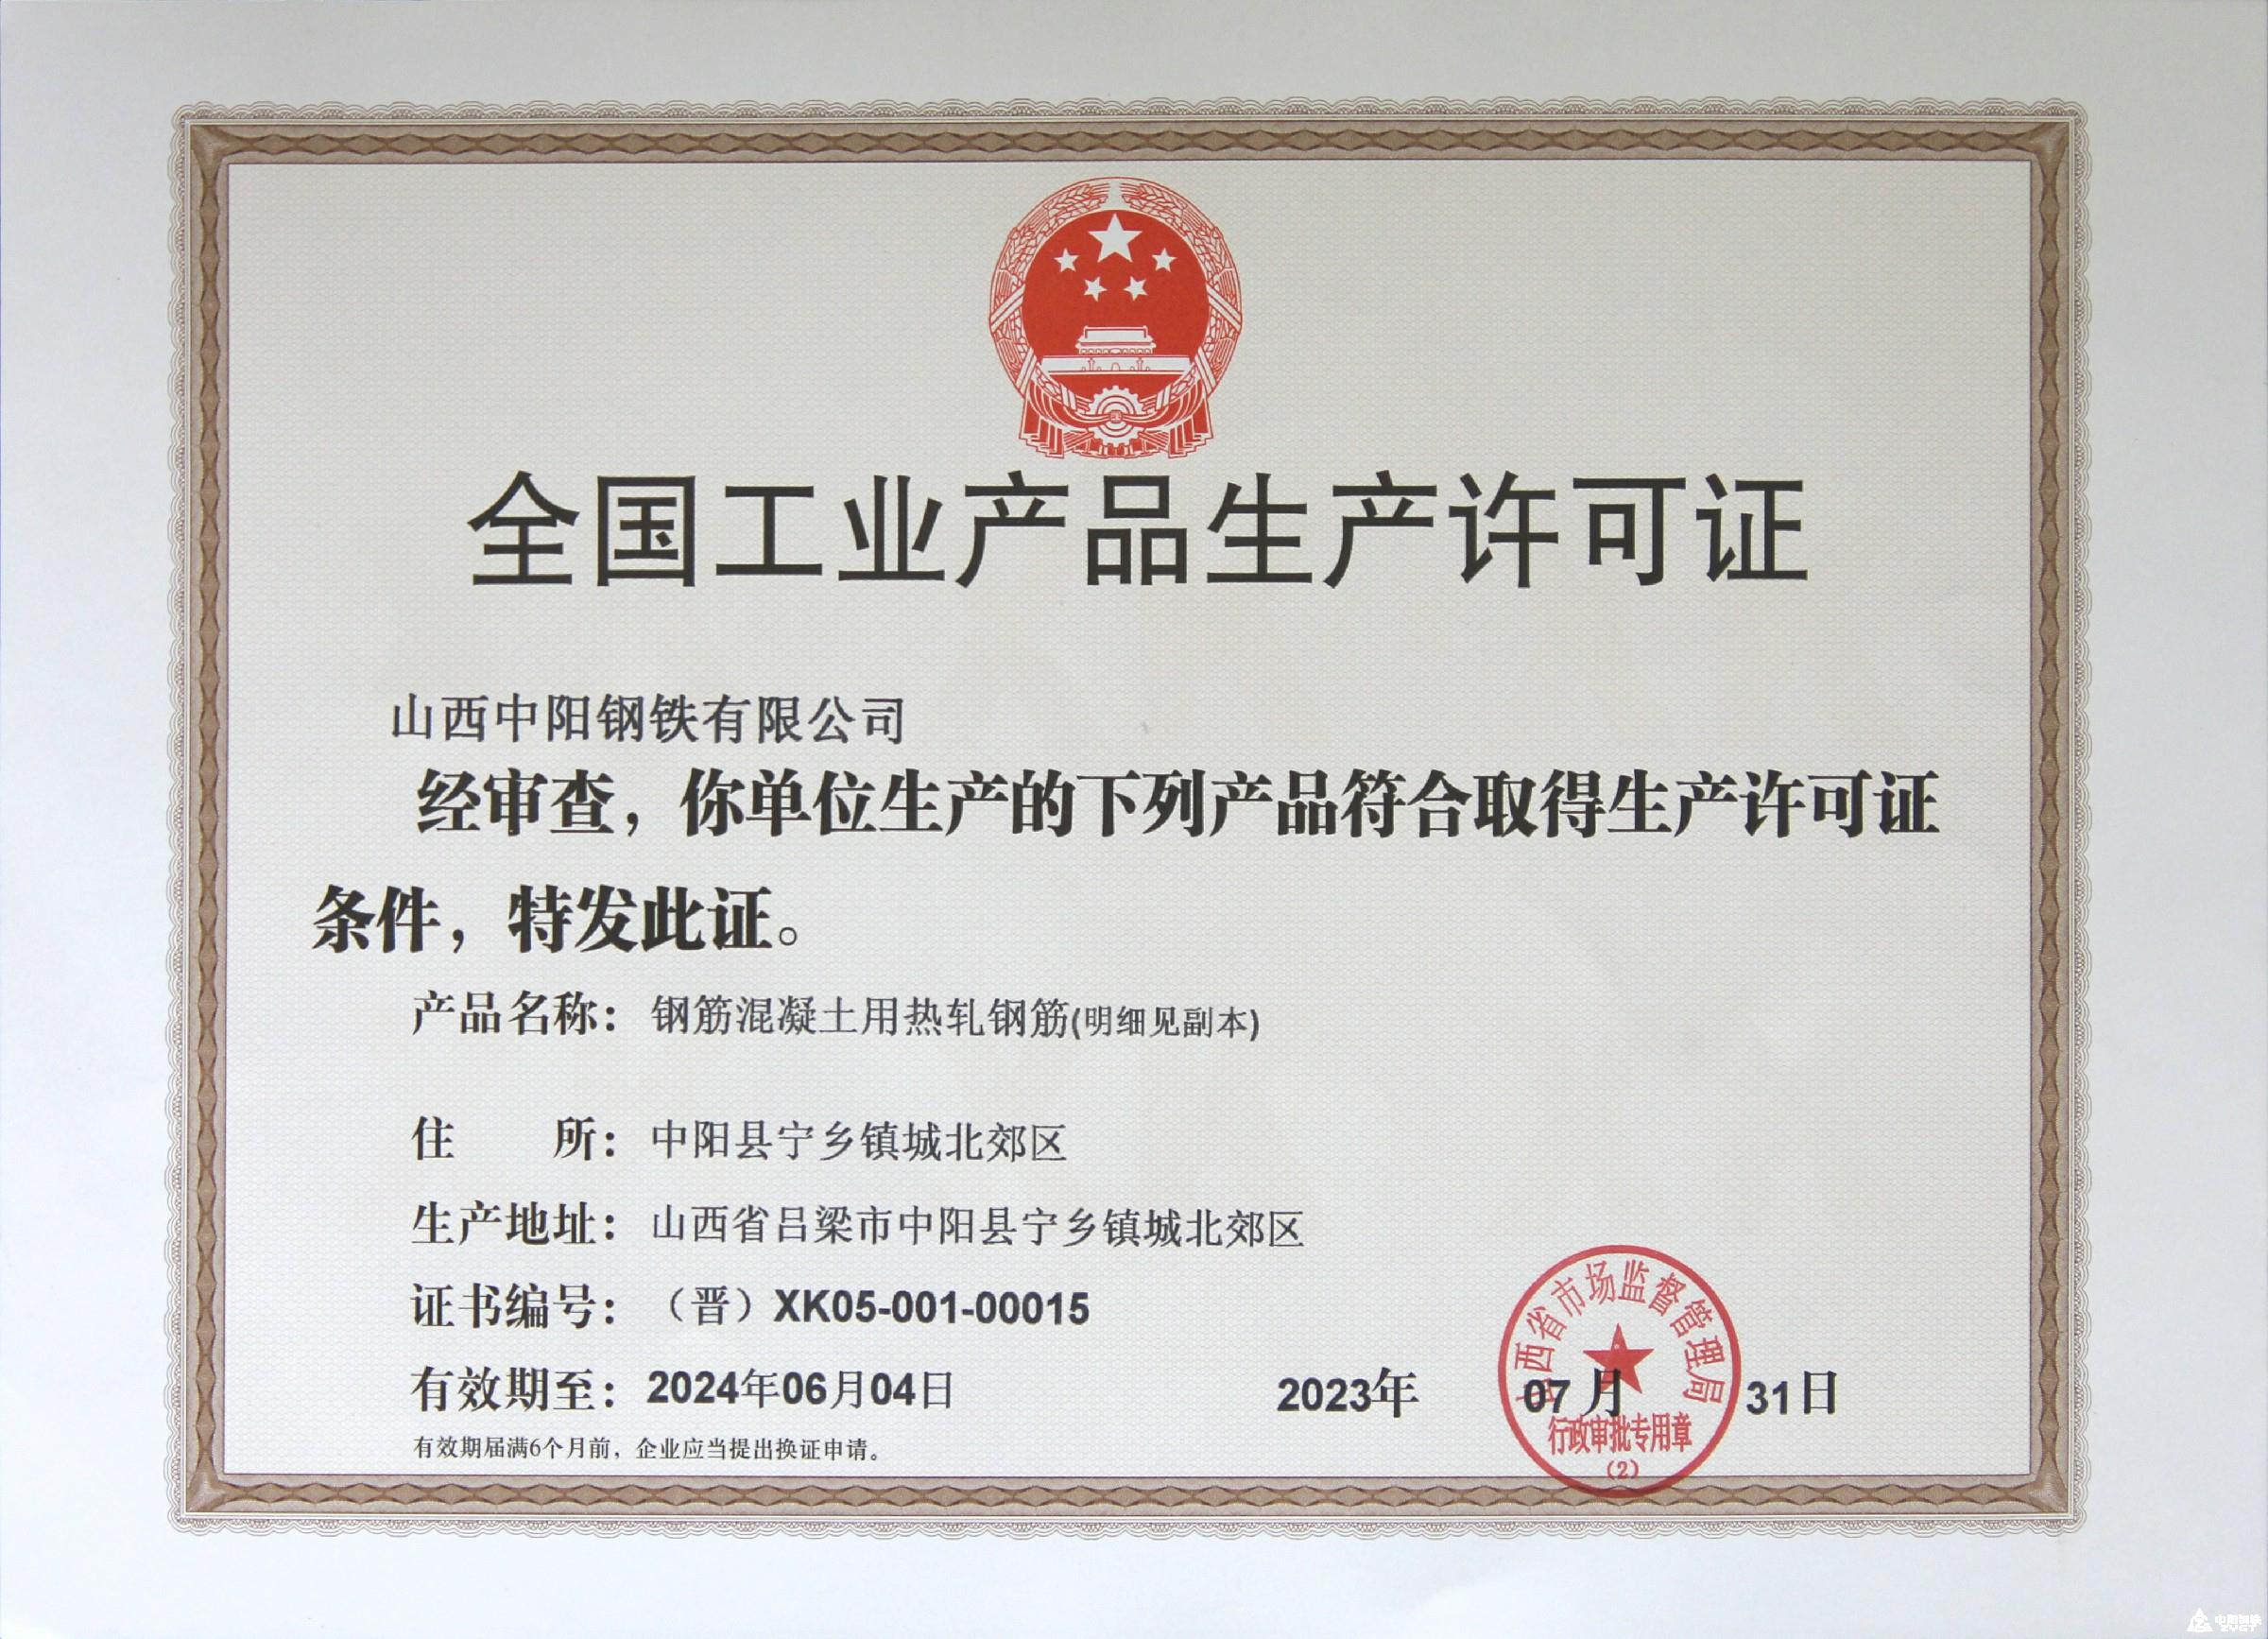 全国工业产品生产许可证
山西中阳钢铁有限公司
经审查，你单位生产的下列产品符合取得生产许可证
条件，特发此证。
产品名称：钢筋混凝土用热轧钢筋(明细见副本)
住 所：中阳县宁乡镇城北郊区
生产地址：山西省吕梁市中阳县宁乡镇城北郊区
证书编号：（晋）XK05-001-00015
有效期至：2024年06月04日
2023年 07月 31日
有效期届满6个月前，企业应当提出换证申请。
山西省市场监督管理局
行政审批专用章
(2)
中阳钢铁
ZYGT